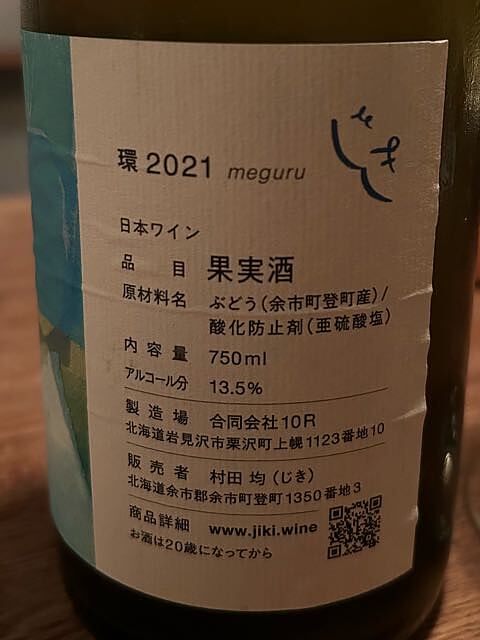 環 2021 meguru
じき
日本ワイン
品目 果実酒
原材料名 ぶどう(余市町登町産)/
酸化防止剤(亜硫酸塩)
内容量 750ml
アルコール分 13.5%
製造場 合同会社10R
北海道岩見沢市栗沢町上幌1123番地10
販売者 村田 均(じき)
北海道余市郡余市町登町1350番地3
商品詳細 www.jiki.wine
お酒は20歳になってから